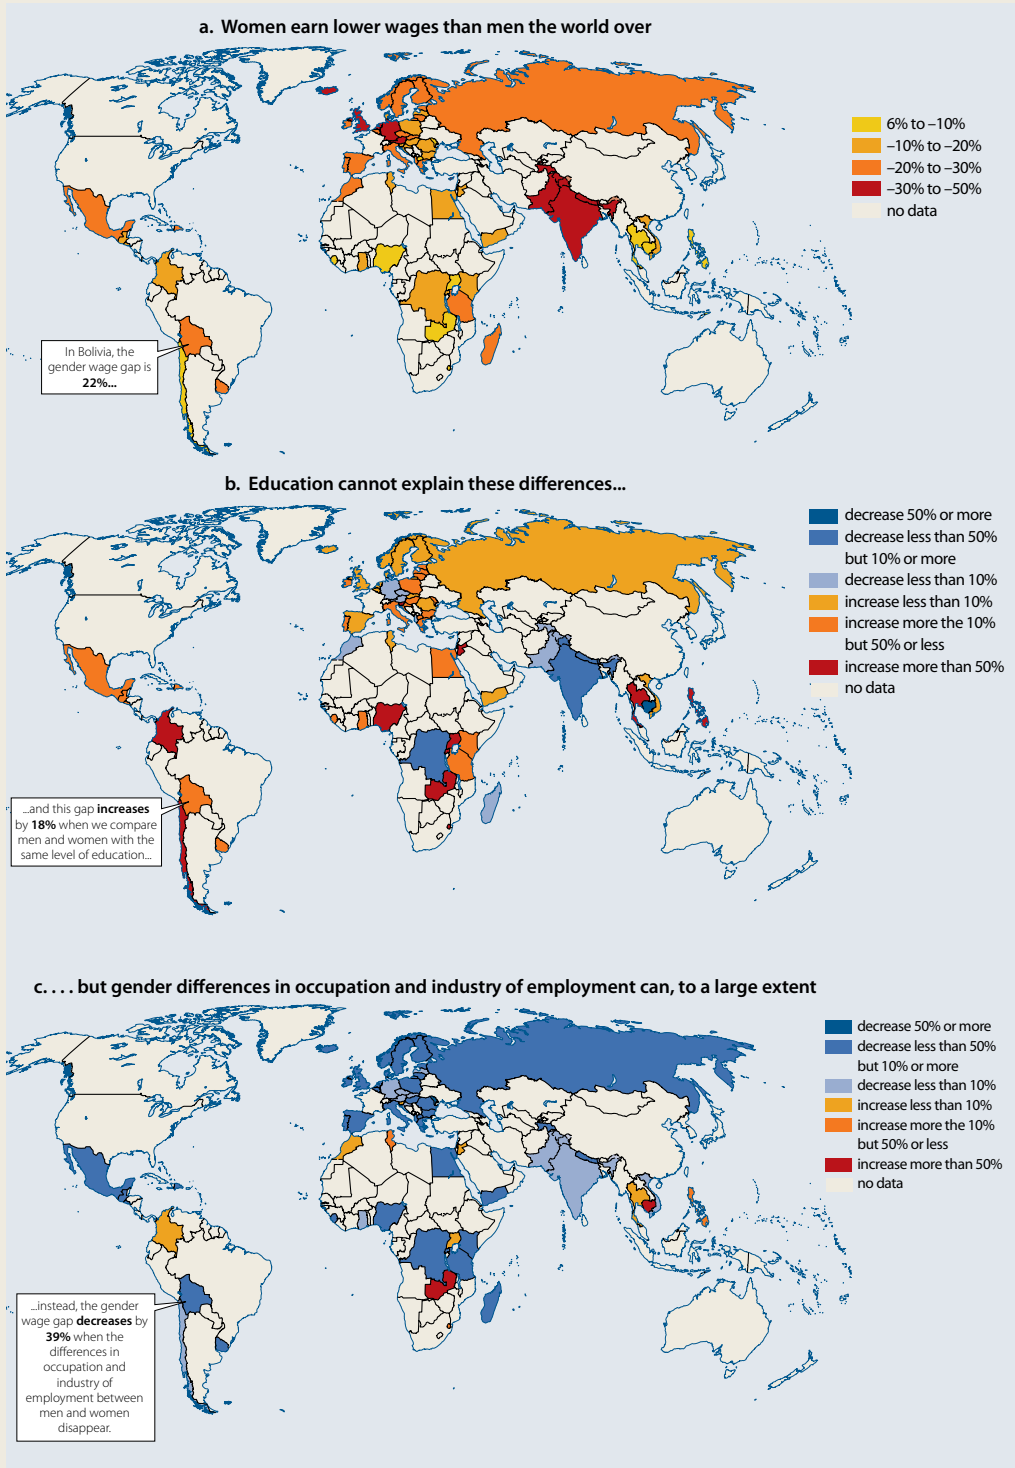 a. Women earn lower wages than men the world over
6% to –10%
–10% to –20%
–20% to –30%
–30% to –50%
no data
In Bolivia, the
gender wage gap is
22%...
b. Education cannot explain these differences...
decrease 50% or more
decrease less than 50%
but 10% or more
decrease less than 10%
increase less than 10%
increase more the 10%
but 50% or less
increase more than 50%
no data
...and this gap increases
by 18% when we compare
men and women with the
same level of education...
c. . . . but gender differences in occupation and industry of employment can, to a large extent
decrease 50% or more
decrease less than 50%
but 10% or more
decrease less than 10%
increase less than 10%
increase more the 10%
but 50% or less
increase more than 50%
no data
...instead, the gender
wage gap decreases by
39% when the
differences in
occupation and
industry of
employment between
men and women
disappear.